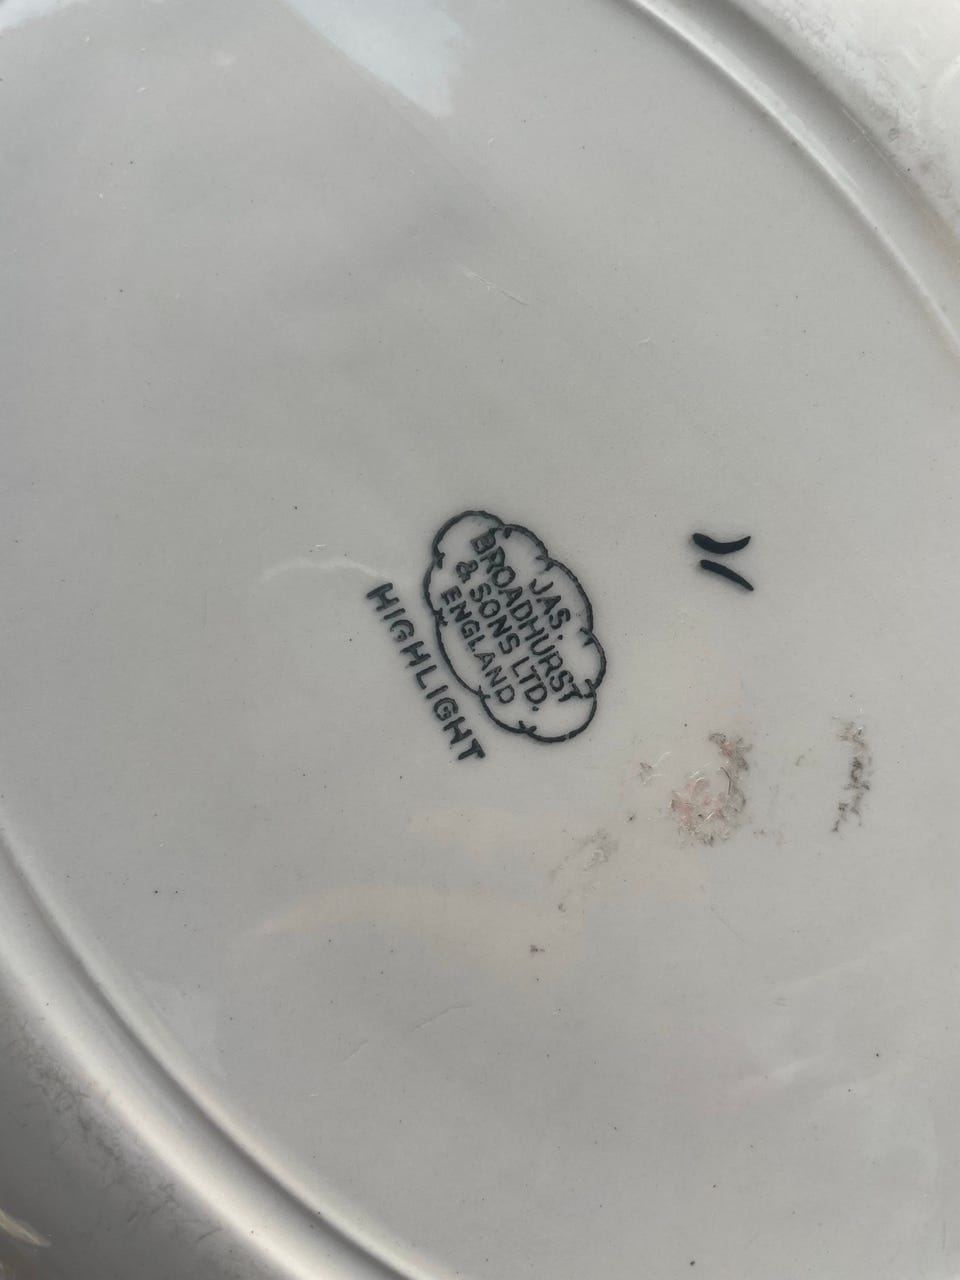 JAS.
BROADHURST
& SONS LTD.
ENGLAND
HIGHLIGHT